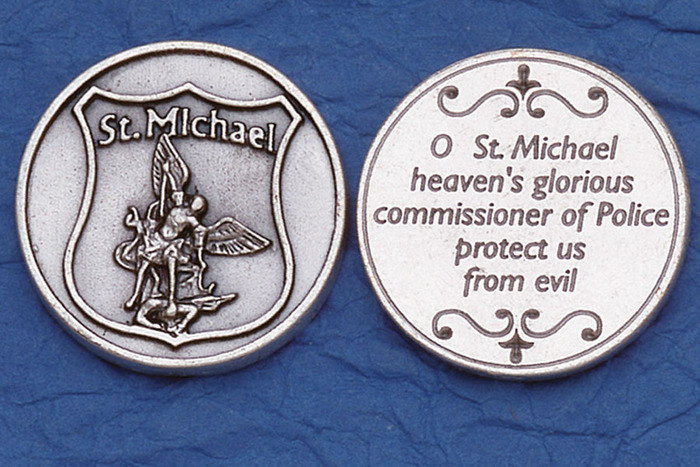 St. Michael
O St. Michael
heaven's glorious
commissioner of Police
protect us
from evil